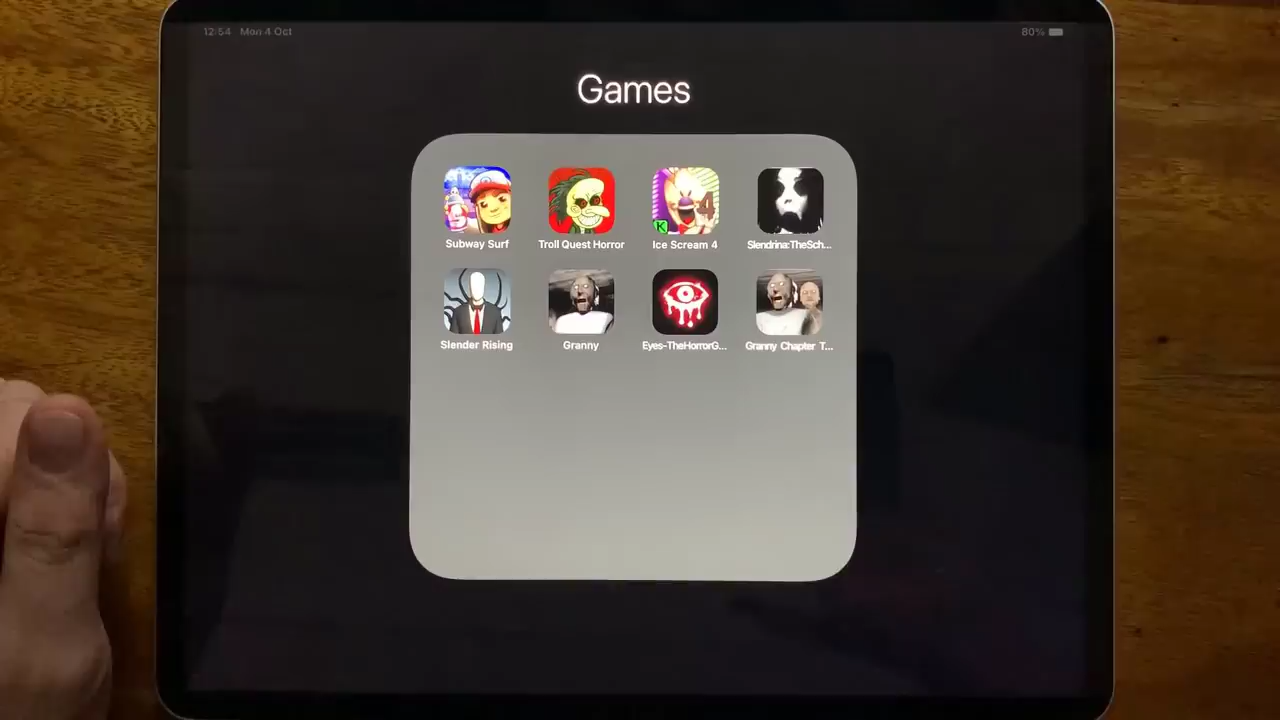 12:54 Mon 4 Oct
80%
Games
Subway Surf
Troll Quest Horror
Ice Scream 4
Slendrina:TheSch...
Slender Rising
Granny
Eyes-TheHorrorG...
Granny Chapter T...
4
K